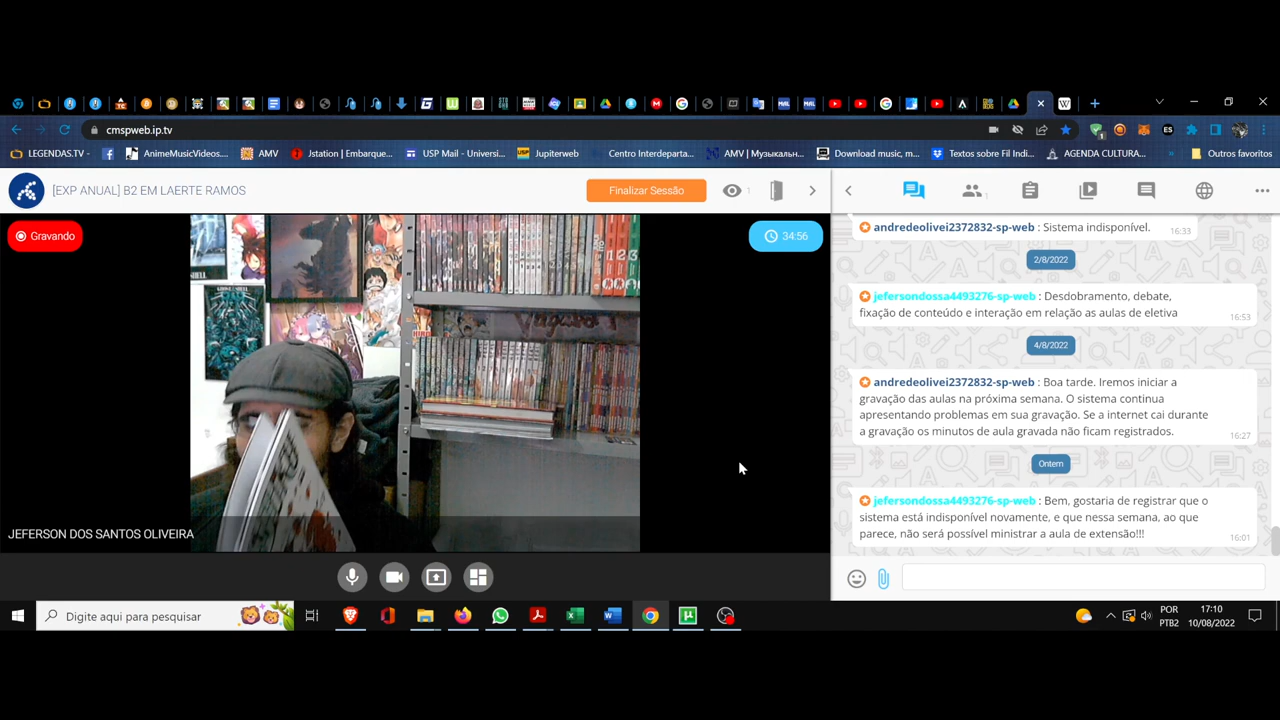 cmspweb.ip.tv
LEGENDAS.TV -
AnimeMusicVideos....
AMV
Jstation | Embarque...
USP Mail - Universi...
Jupiterweb
Centro Interdeparta...
AMV | Музыкальн...
Download music, m...
Textos sobre Fil Indi...
AGENDA CULTURA...
»
Outros favoritos
[EXP ANUAL] B2 EM LAERTE RAMOS
Finalizar Sessão
1
1
Gravando
34:56
JEFERSON DOS SANTOS OLIVEIRA
andredeolivei2372832-sp-web : Sistema indisponível.
16:33
2/8/2022
jefersondossa4493276-sp-web : Desdobramento, debate,
fixação de conteúdo e interação em relação as aulas de eletiva
16:53
4/8/2022
andredeolivei2372832-sp-web : Boa tarde. Iremos iniciar a
gravação das aulas na próxima semana. O sistema continua
apresentando problemas em sua gravação. Se a internet cai durante
a gravação os minutos de aula gravada não ficam registrados.
16:27
Ontem
jefersondossa4493276-sp-web : Bem, gostaria de registrar que o
sistema está indisponível novamente, e que nessa semana, ao que
parece, não será possível ministrar a aula de extensão!!!
16:01
Digite aqui para pesquisar
POR
PTB2
17:10
10/08/2022